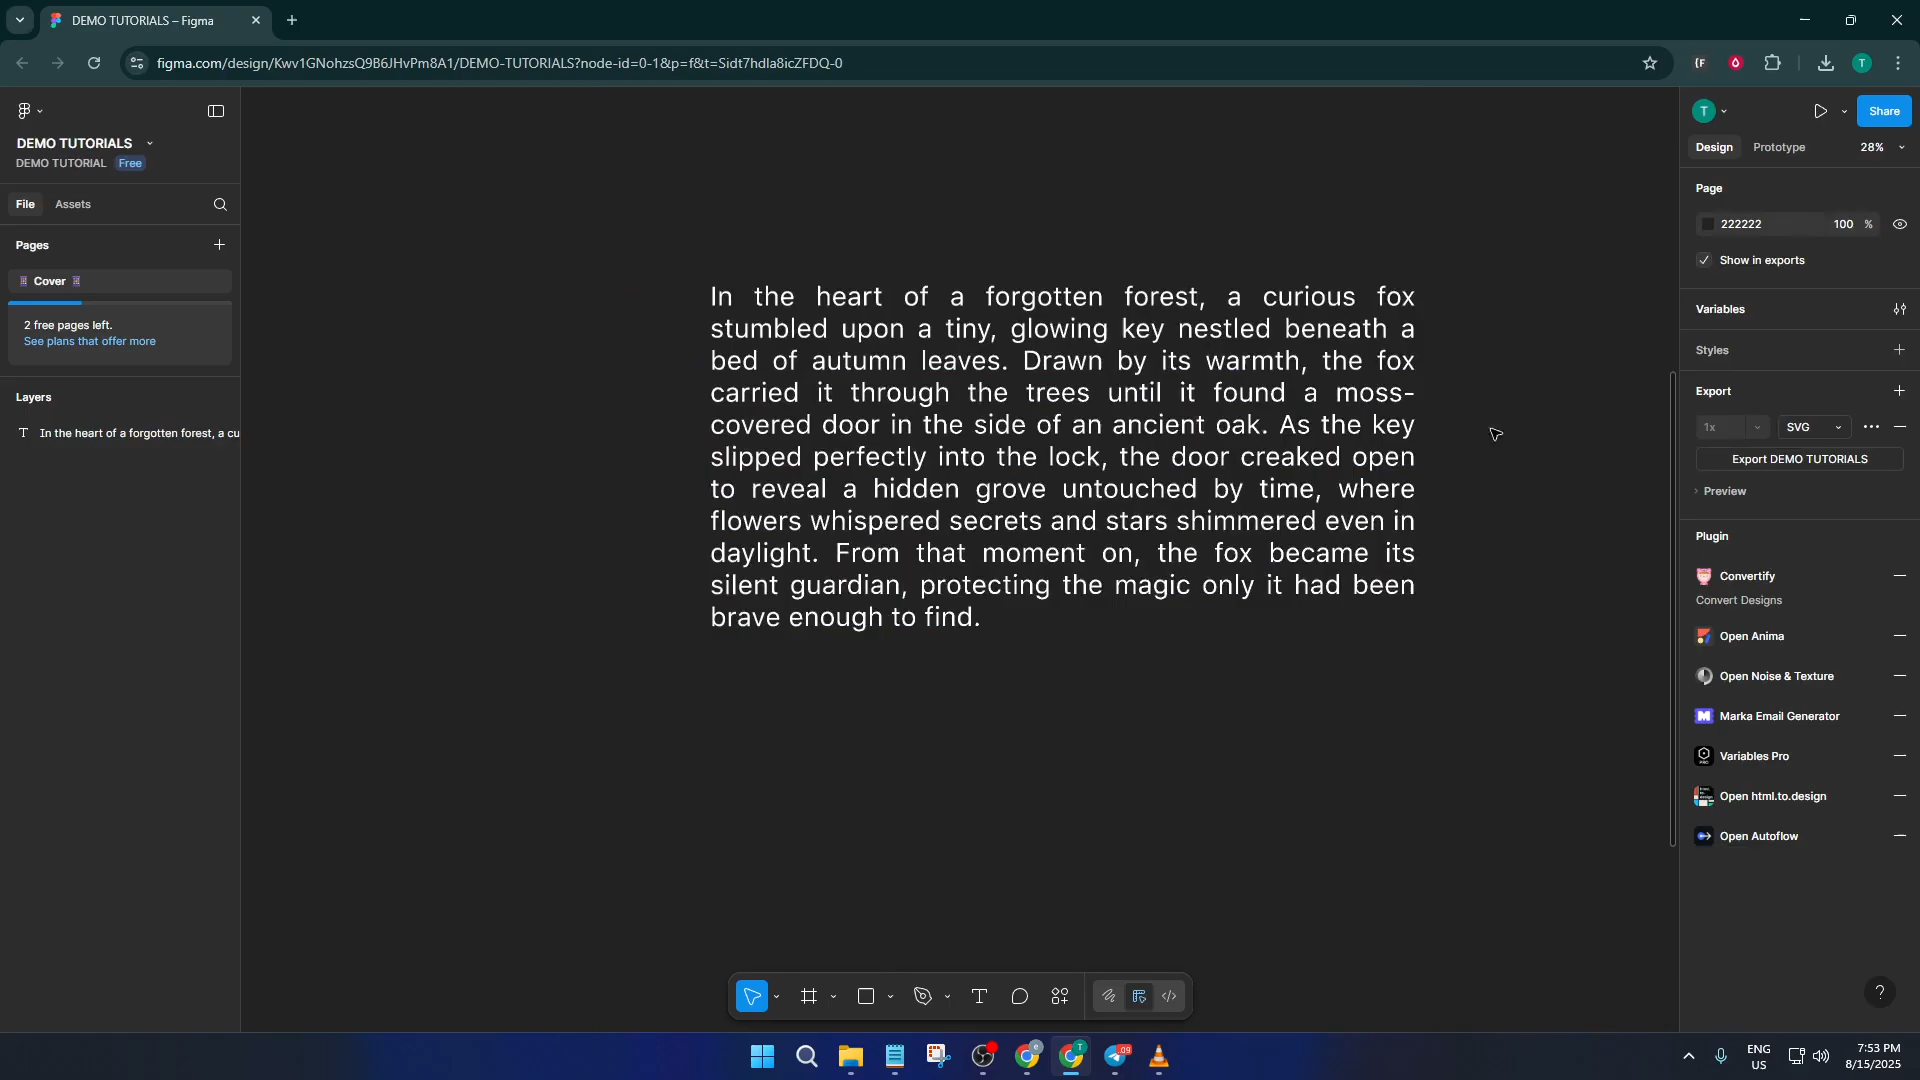 DEMO TUTORIALS – Figma
figma.com/design/Kwv1GNohzsQ9B6JHvPm8A1/DEMO-TUTORIALS?node-id=0-1&p=f&t=Sidt7hdla8icZFDQ-0
T
DEMO TUTORIALS
DEMO TUTORIAL Free
File Assets
Pages
Cover
2 free pages left.
See plans that offer more
Layers
In the heart of a forgotten forest, a cu
In the heart of a forgotten forest, a curious fox
stumbled upon a tiny, glowing key nestled beneath a
bed of autumn leaves. Drawn by its warmth, the fox
carried it through the trees until it found a moss-
covered door in the side of an ancient oak. As the key
slipped perfectly into the lock, the door creaked open
to reveal a hidden grove untouched by time, where
flowers whispered secrets and stars shimmered even in
daylight. From that moment on, the fox became its
silent guardian, protecting the magic only it had been
brave enough to find.
T
Share
Design Prototype 28%
Page
222222 100 %
Show in exports
Variables
Styles
Export
1x SVG
Export DEMO TUTORIALS
Preview
Plugin
Convertify
Convert Designs
Open Anima
Open Noise & Texture
Marka Email Generator
Variables Pro
Open html.to.design
Open Autoflow
?
ENG
US
7:53 PM
8/15/2025